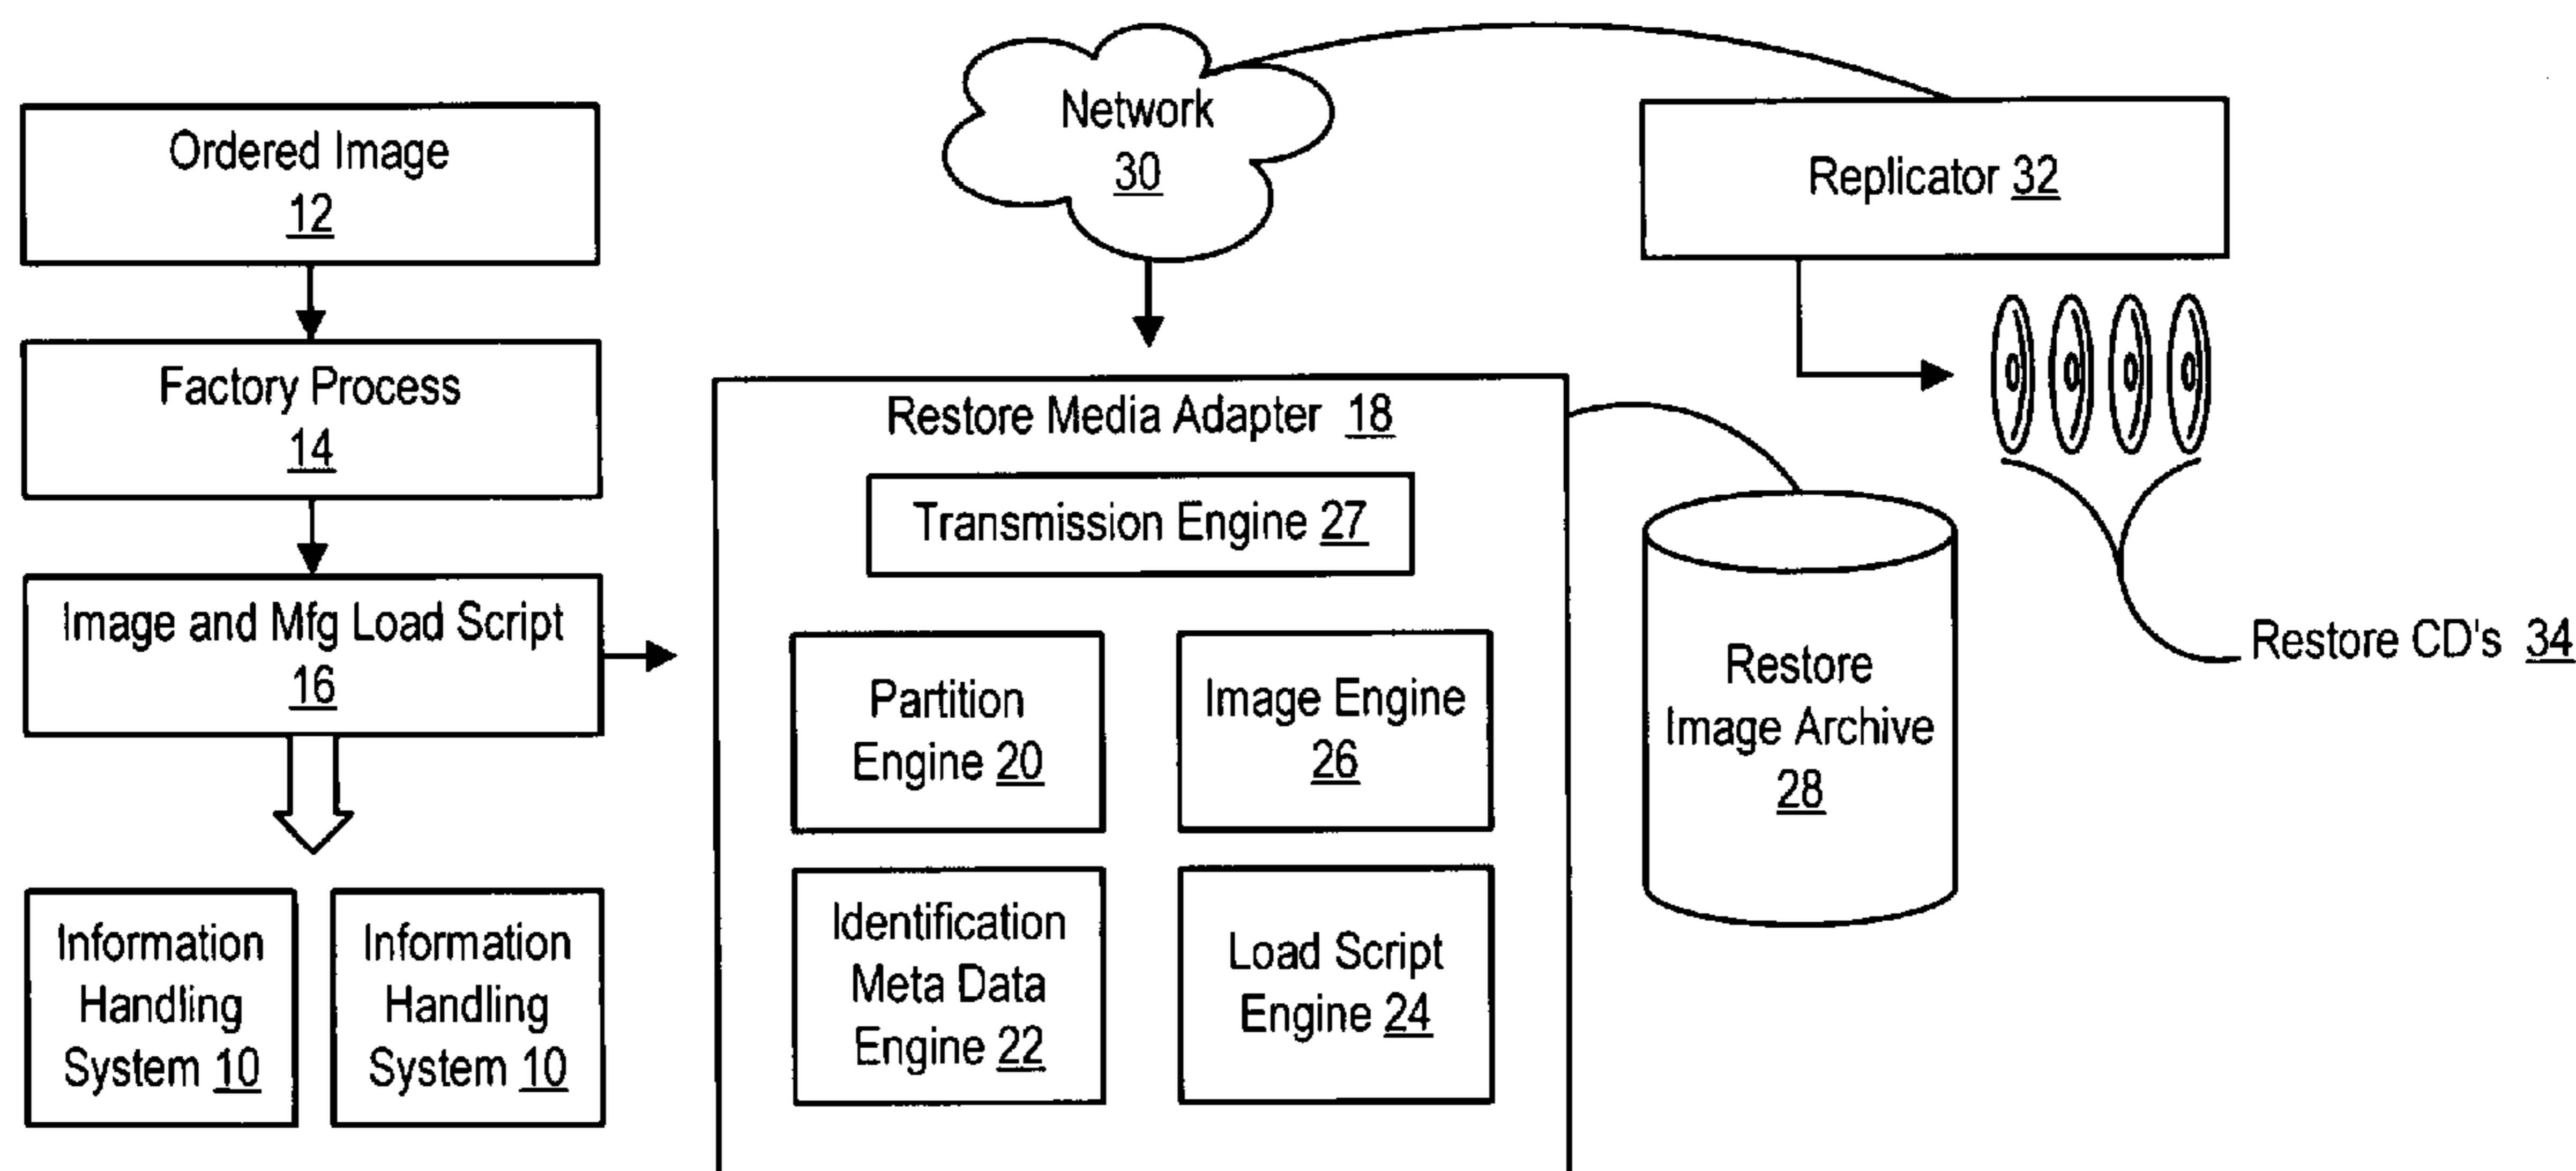 Ordered Image
12
Factory Process
14
Image and Mfg Load Script
16
Information
Handling
System 10
Information
Handling
System 10
Network
30
Restore Media Adapter 18
Transmission Engine 27
Partition
Engine 20
Image Engine
26
Identification
Meta Data
Engine 22
Load Script
Engine 24
Replicator 32
Restore
Image Archive
28
Restore CD's 34